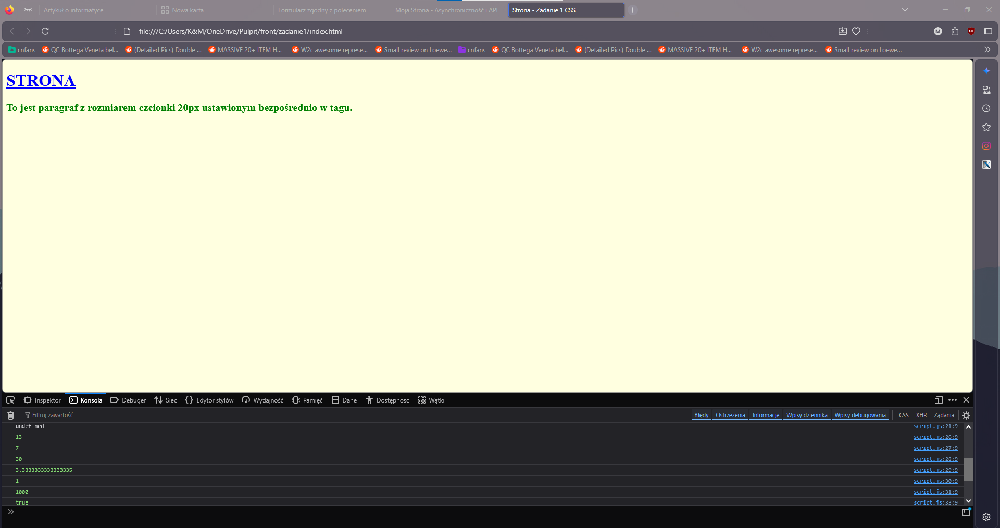 Artykuł o informatyce
Nowa karta
Formularz zgodny z poleceniem
Moja Strona - Asynchroniczność i API
Strona - Zadanie 1 CSS
file:///C:/Users/K&M/OneDrive/Pulpit/front/zadanie1/index.html
M
cnfans
QC Bottega Veneta bel...
(Detailed Pics) Double ...
MASSIVE 20+ ITEM H...
W2c awesome represe...
Small review on Loewe...
cnfans
QC Bottega Veneta bel...
(Detailed Pics) Double ...
MASSIVE 20+ ITEM H...
W2c awesome represe...
Small review on Loewe...
STRONA
To jest paragraf z rozmiarem czcionki 20px ustawionym bezpośrednio w tagu.
Inspektor
Konsola
Debuger
Sieć
Edytor stylów
Wydajność
Pamięć
Dane
Dostępność
Wątki
Filtruj zawartość
Błędy
Ostrzeżenia
Informacje
Wpisy dziennika
Wpisy debugowania
CSS
XHR
Żądania
undefined script.js:21:9
13 script.js:26:9
7 script.js:27:9
30 script.js:28:9
3.3333333333333335 script.js:29:9
1 script.js:30:9
1000 script.js:31:9
true script.js:33:9